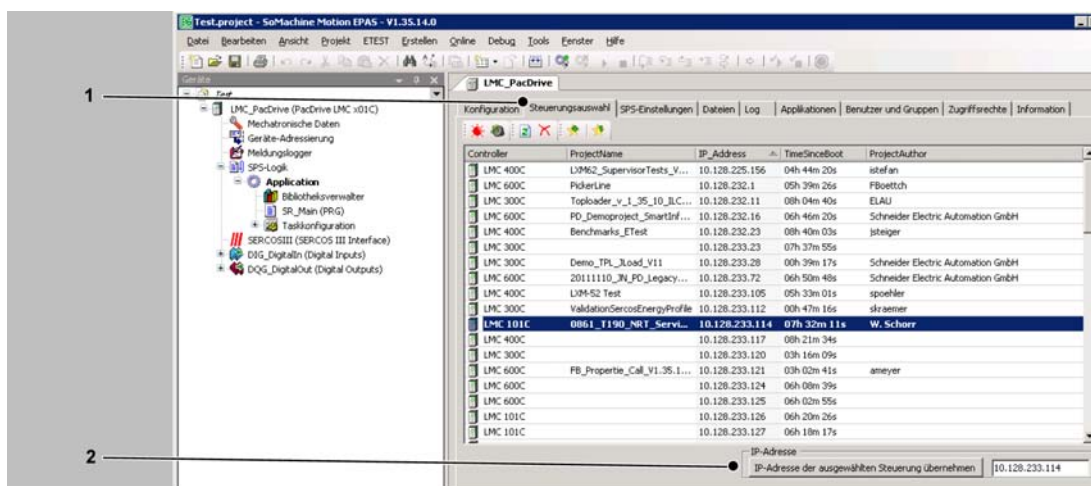 Test.project - SoMachine Motion EPAS - V1.35.14.0
Datei Bearbeiten Ansicht Projekt ETEST Erstellen Online Debug Tools Fenster Hilfe
Geräte
Test
LMC_PacDrive (PacDrive LMC x01C)
Mechatronische Daten
Geräte-Adressierung
Meldungslogger
SPS-Logik
Application
Bibliotheksverwalter
SR_Main (PRG)
Taskkonfiguration
SERCOSIII (SERCOS III Interface)
DIG_DigitalIn (Digital Inputs)
DQG_DigitalOut (Digital Outputs)
1
LMC_PacDrive
Konfiguration Steuerungsauswahl SPS-Einstellungen Dateien Log Applikationen Benutzer und Gruppen Zugriffsrechte Information
Controller ProjectName IP_Address TimeSinceBoot ProjectAuthor
LMC 400C LXM62_SupervisorTests_V... 10.128.225.156 04h 44m 20s istefan
LMC 600C PickerLine 10.128.232.1 05h 39m 26s FBoettch
LMC 300C Toploader_v_1_35_10_ILC... 10.128.232.11 08h 04m 40s ELAU
LMC 600C PD_Demoproject_SmartInf... 10.128.232.16 06h 46m 20s Schneider Electric Automation GmbH
LMC 400C Benchmarks_ETest 10.128.232.23 08h 40m 03s jsteiger
LMC 300C 10.128.233.23 07h 37m 55s
LMC 300C Demo_TPL_JLoad_V11 10.128.233.28 00h 39m 17s Schneider Electric Automation GmbH
LMC 600C 20111110_JN_PD_Legacy... 10.128.233.72 06h 50m 48s Schneider Electric Automation GmbH
LMC 400C LXM-52 Test 10.128.233.105 05h 33m 01s spoehler
LMC 300C ValidationSercosEnergyProfile 10.128.233.112 00h 47m 16s skraemer
LMC 101C 0861_T190_NRT_Servi... 10.128.233.114 07h 32m 11s W. Schorr
LMC 400C 10.128.233.117 08h 21m 34s
LMC 300C 10.128.233.120 03h 16m 09s
LMC 600C FB_Propertie_Call_V1.35.1... 10.128.233.121 03h 02m 41s ameyer
LMC 600C 10.128.233.124 06h 08m 39s
LMC 600C 10.128.233.125 06h 02m 55s
LMC 101C 10.128.233.126 06h 20m 26s
LMC 101C 10.128.233.127 06h 18m 17s
2
IP-Adresse
IP-Adresse der ausgewählten Steuerung übernehmen 10.128.233.114